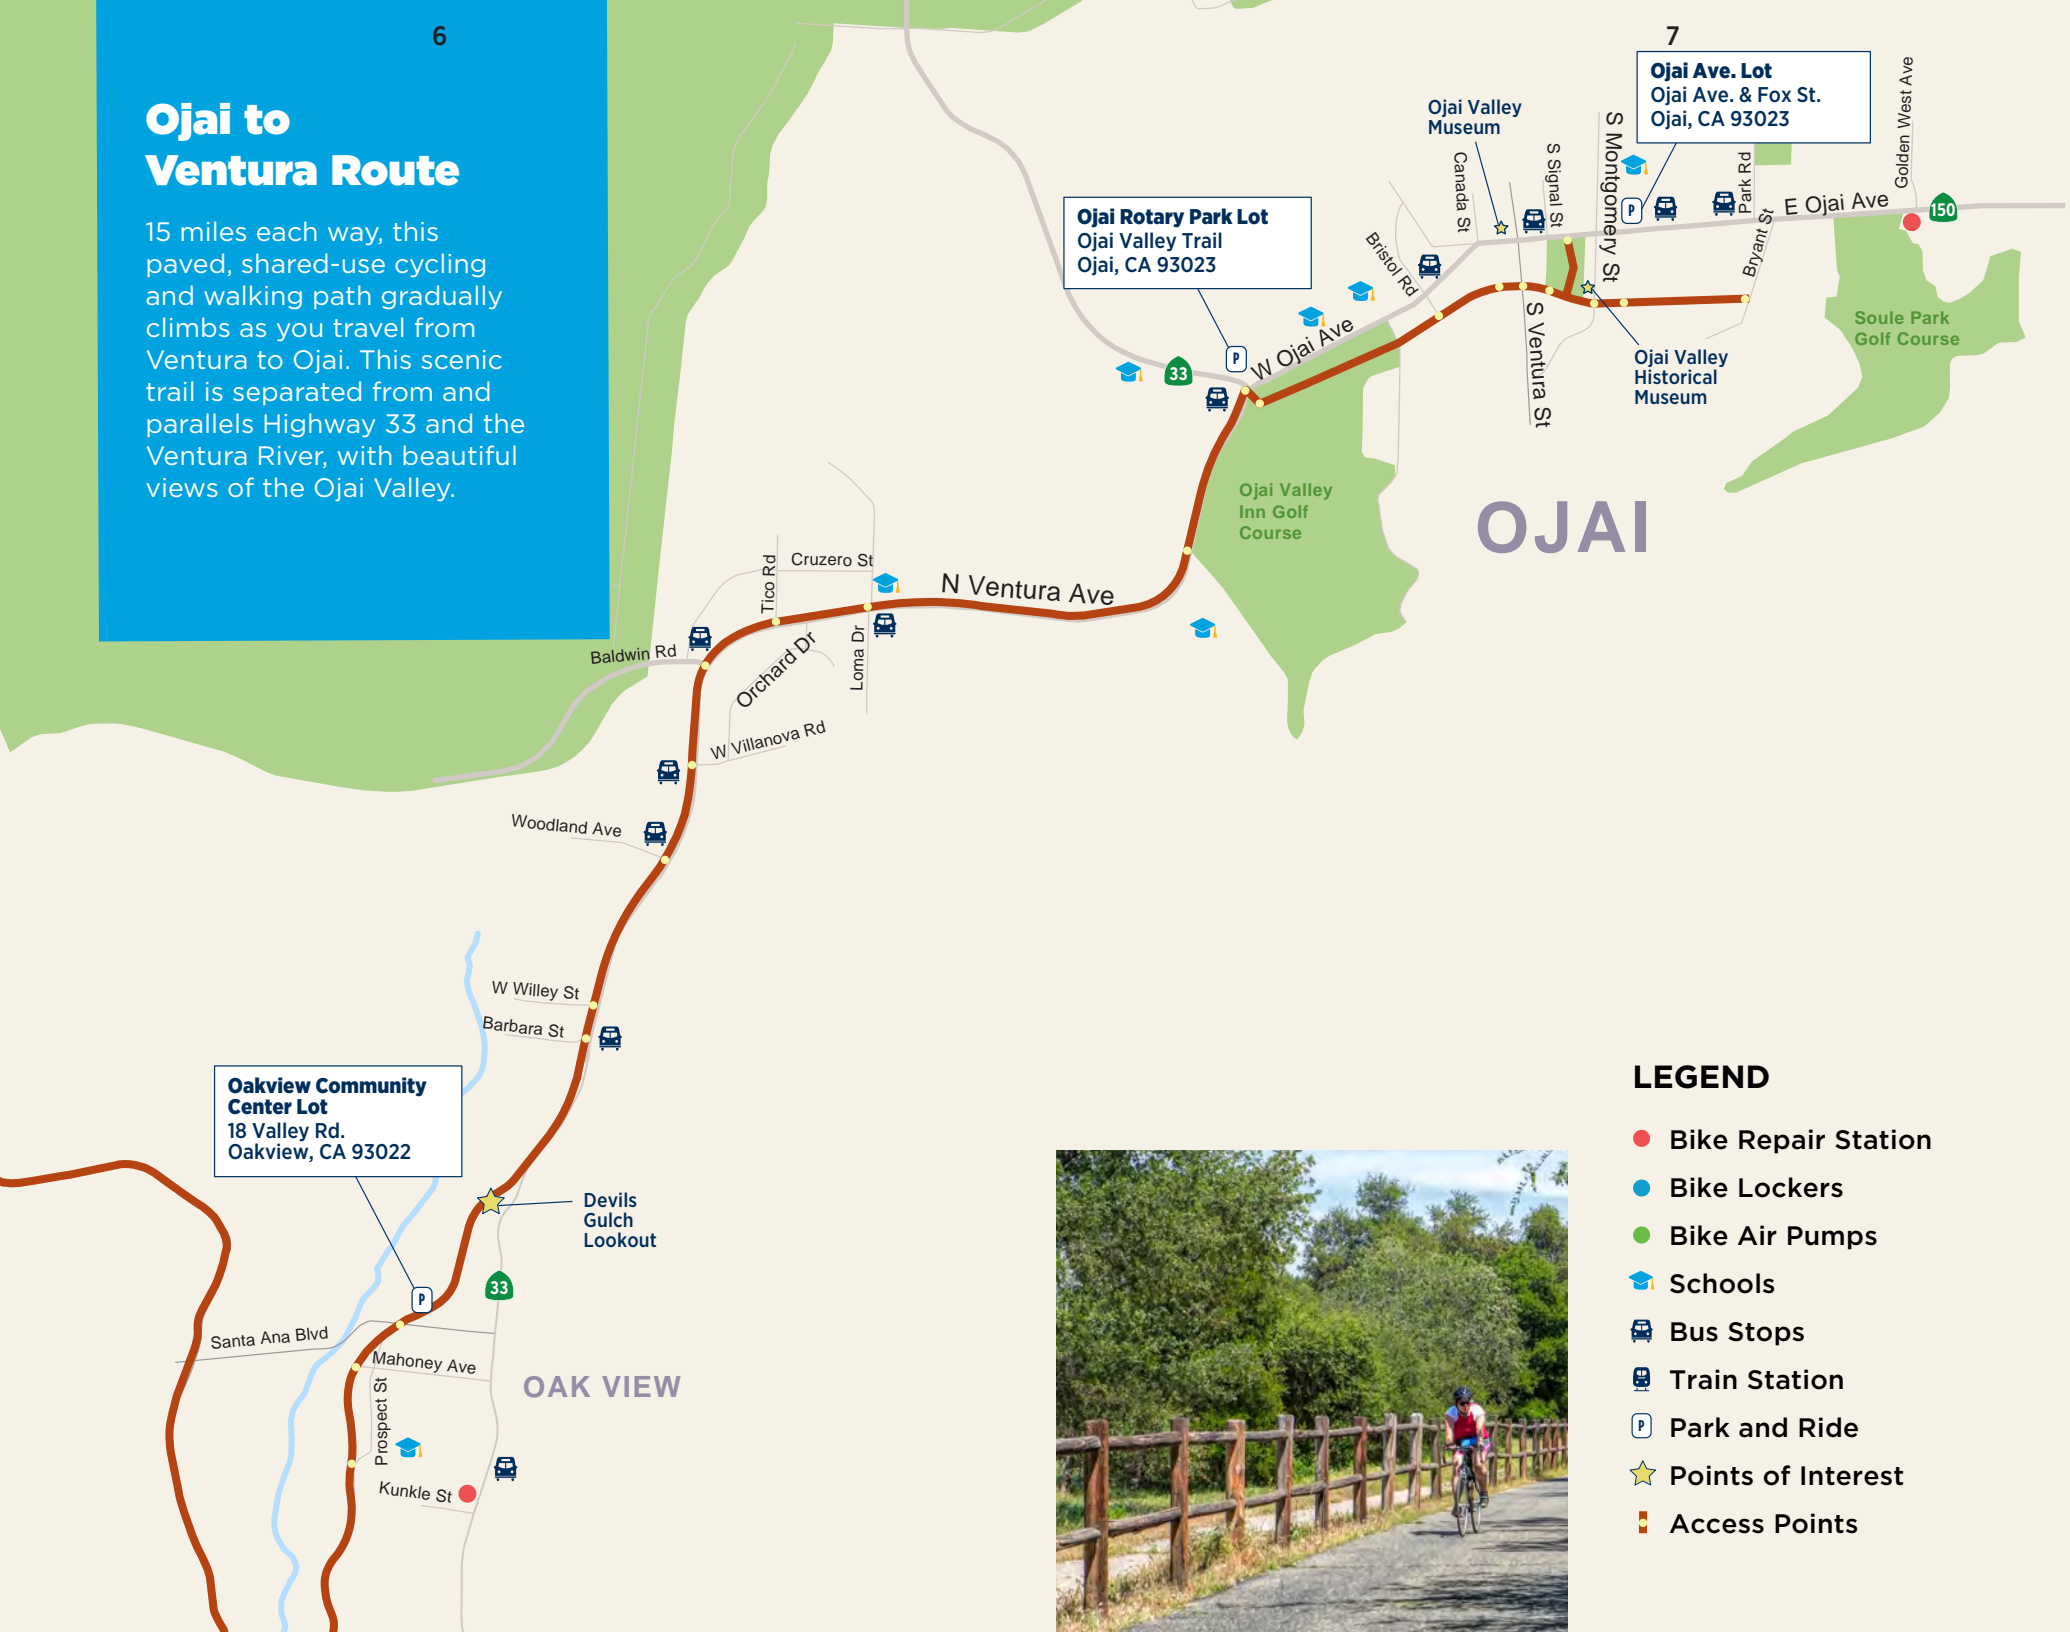 6
Ojai to
Ventura Route
15 miles each way, this
paved, shared-use cycling
and walking path gradually
climbs as you travel from
Ventura to Ojai. This scenic
trail is separated from and
parallels Highway 33 and the
Ventura River, with beautiful
views of the Ojai Valley.
7
Ojai Ave. Lot
Ojai Ave. & Fox St.
Ojai, CA 93023
Ojai Valley
Museum
Golden West Ave
Canada St
S Signal St
S Montgomery St
Park Rd
E Ojai Ave
150
Bryant St
Ojai Rotary Park Lot
Ojai Valley Trail
Ojai, CA 93023
Bristol Rd
P
P
W Ojai Ave
33
S Ventura St
Soule Park
Golf Course
Ojai Valley
Historical
Museum
Ojai Valley
Inn Golf
Course
OJAI
Cruzero St
Tico Rd
N Ventura Ave
Baldwin Rd
Orchard Dr
Loma Dr
W Villanova Rd
Woodland Ave
W Willey St
Barbara St
Oakview Community
Center Lot
18 Valley Rd.
Oakview, CA 93022
Devils
Gulch
Lookout
33
P
Santa Ana Blvd
Mahoney Ave
OAK VIEW
Prospect St
Kunkle St
LEGEND
Bike Repair Station
Bike Lockers
Bike Air Pumps
Schools
Bus Stops
Train Station
P
Park and Ride
Points of Interest
Access Points